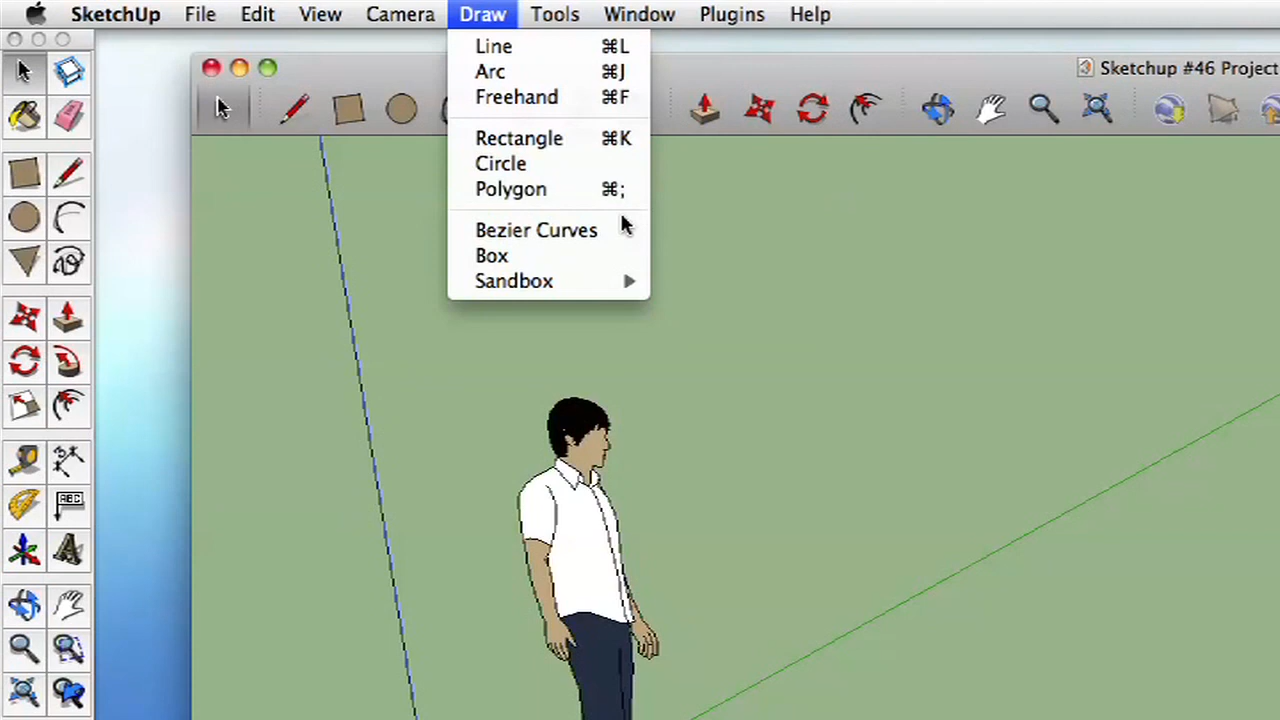 SketchUp File Edit View Camera Draw Tools Window Plugins Help
Sketchup #46 Project
Line ⌘L
Arc ⌘J
Freehand ⌘F
Rectangle ⌘K
Circle
Polygon ⌘;
Bezier Curves
Box
Sandbox
ABC